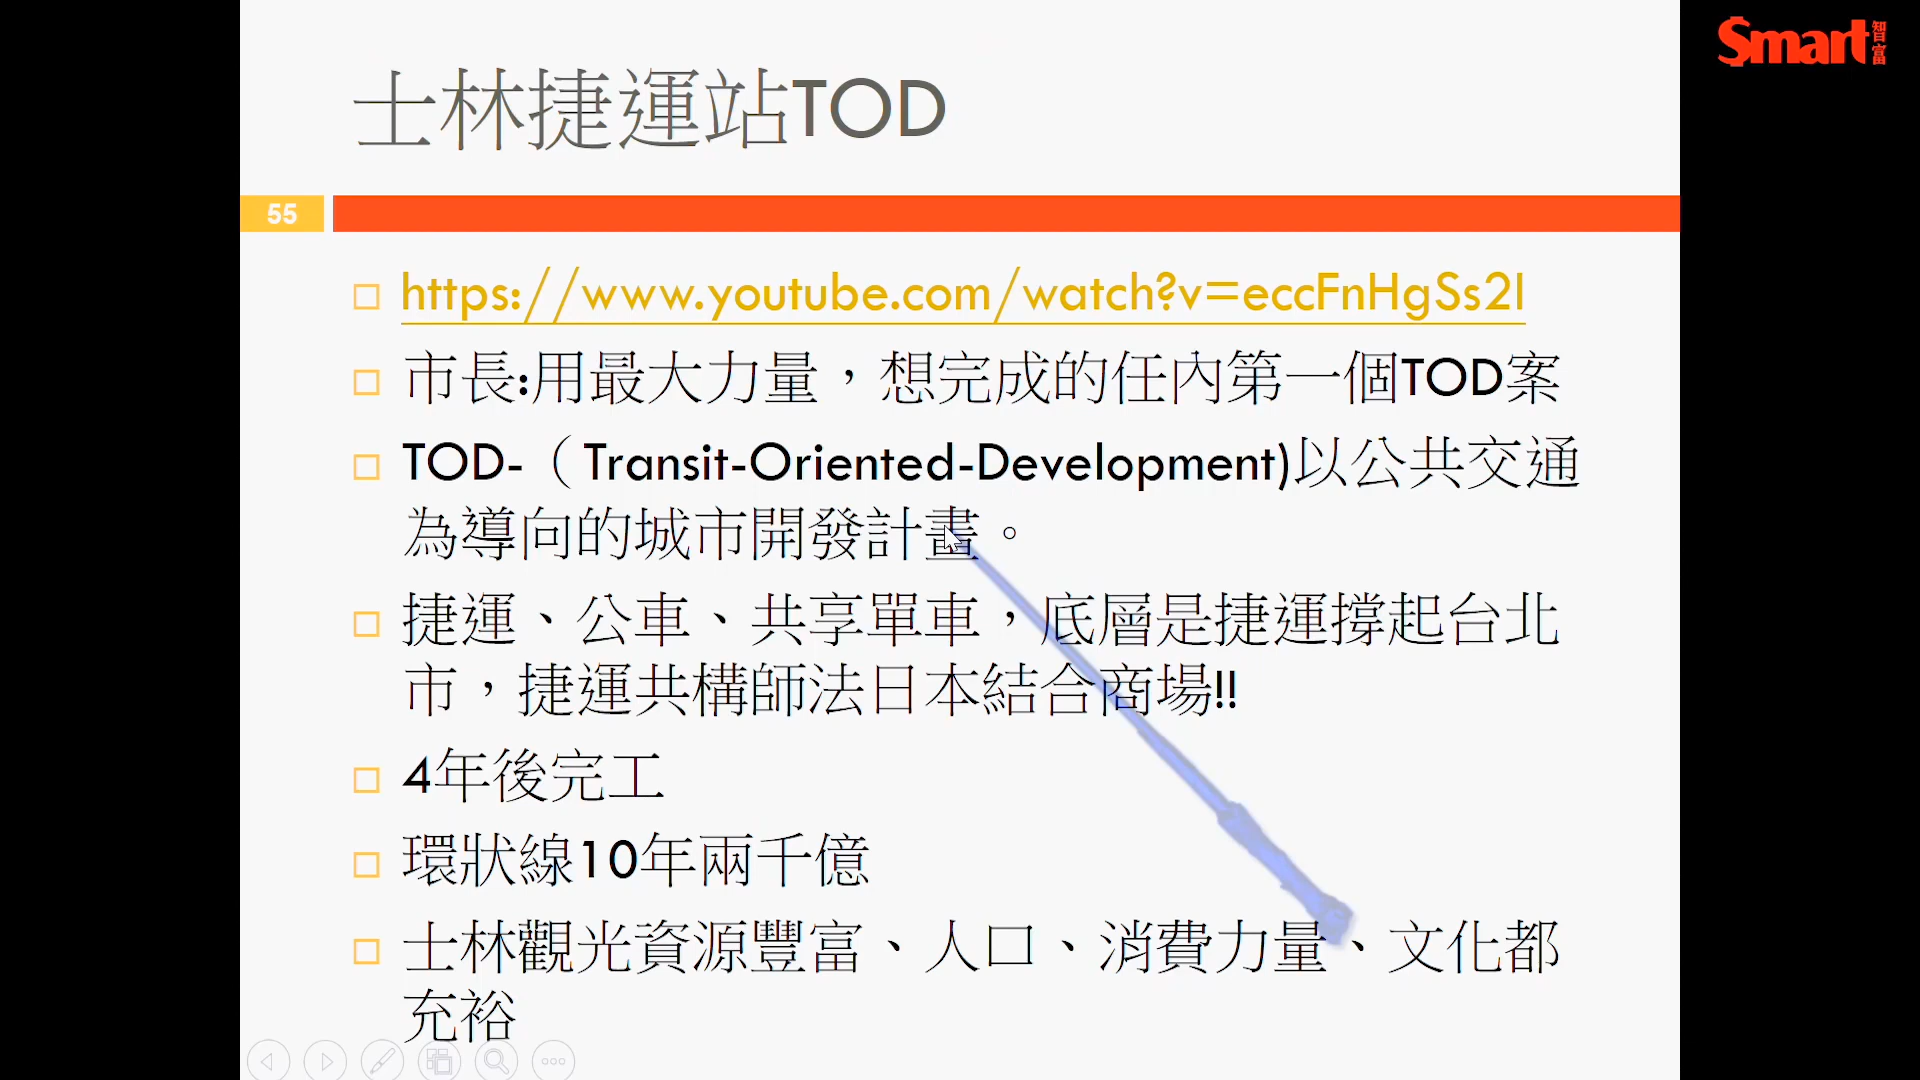 士林捷運站TOD
Smart智富
55
https://www.youtube.com/watch?v=eccFnHgSs2I
市長:用最大力量，想完成的任內第一個TOD案
TOD-（Transit-Oriented-Development)以公共交通
為導向的城市開發計畫。
捷運、公車、共享單車，底層是捷運撐起台北
市，捷運共構師法日本結合商場!!
4年後完工
環狀線10年兩千億
士林觀光資源豐富、人口、消費力量、文化都
充裕